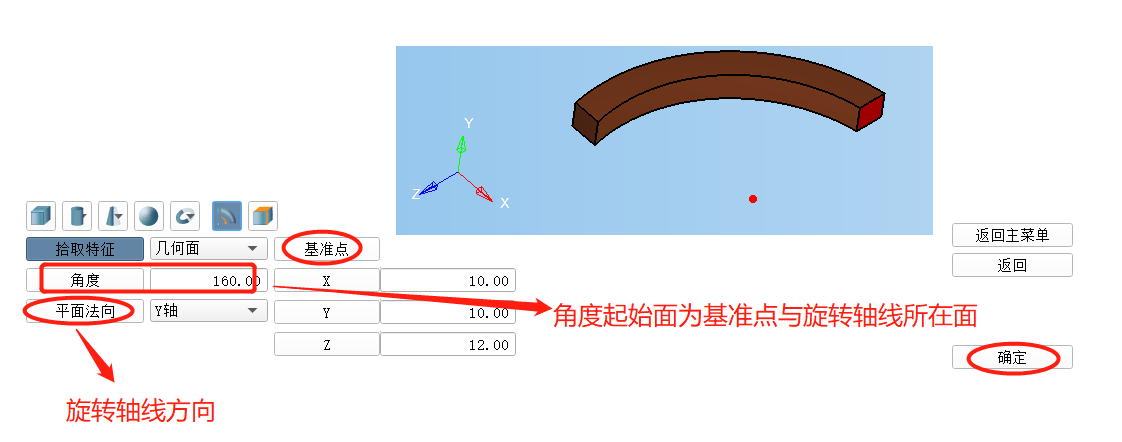 Y
Z
X
拾取特征 几何面 基准点
返回主菜单
返回
角度 160.00 X 10.00
平面法向 Y轴 Y 10.00
角度起始面为基准点与旋转轴线所在面
Z 12.00
确定
旋转轴线方向